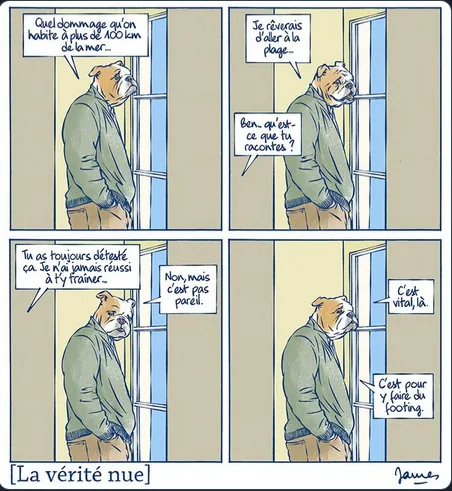 Quel dommage qu'on
habite à plus de 100 km
de la mer...
Je rêverais
d'aller à la
plage...
Ben... qu'est-
ce que tu
racontes ?
Tu as toujours détesté
ça. Je n'ai jamais réussi
à t'y traîner...
Non, mais
c'est pas
pareil.
C'est
vital, là.
C'est pour
y faire du
footing.
[La vérité nue]
James